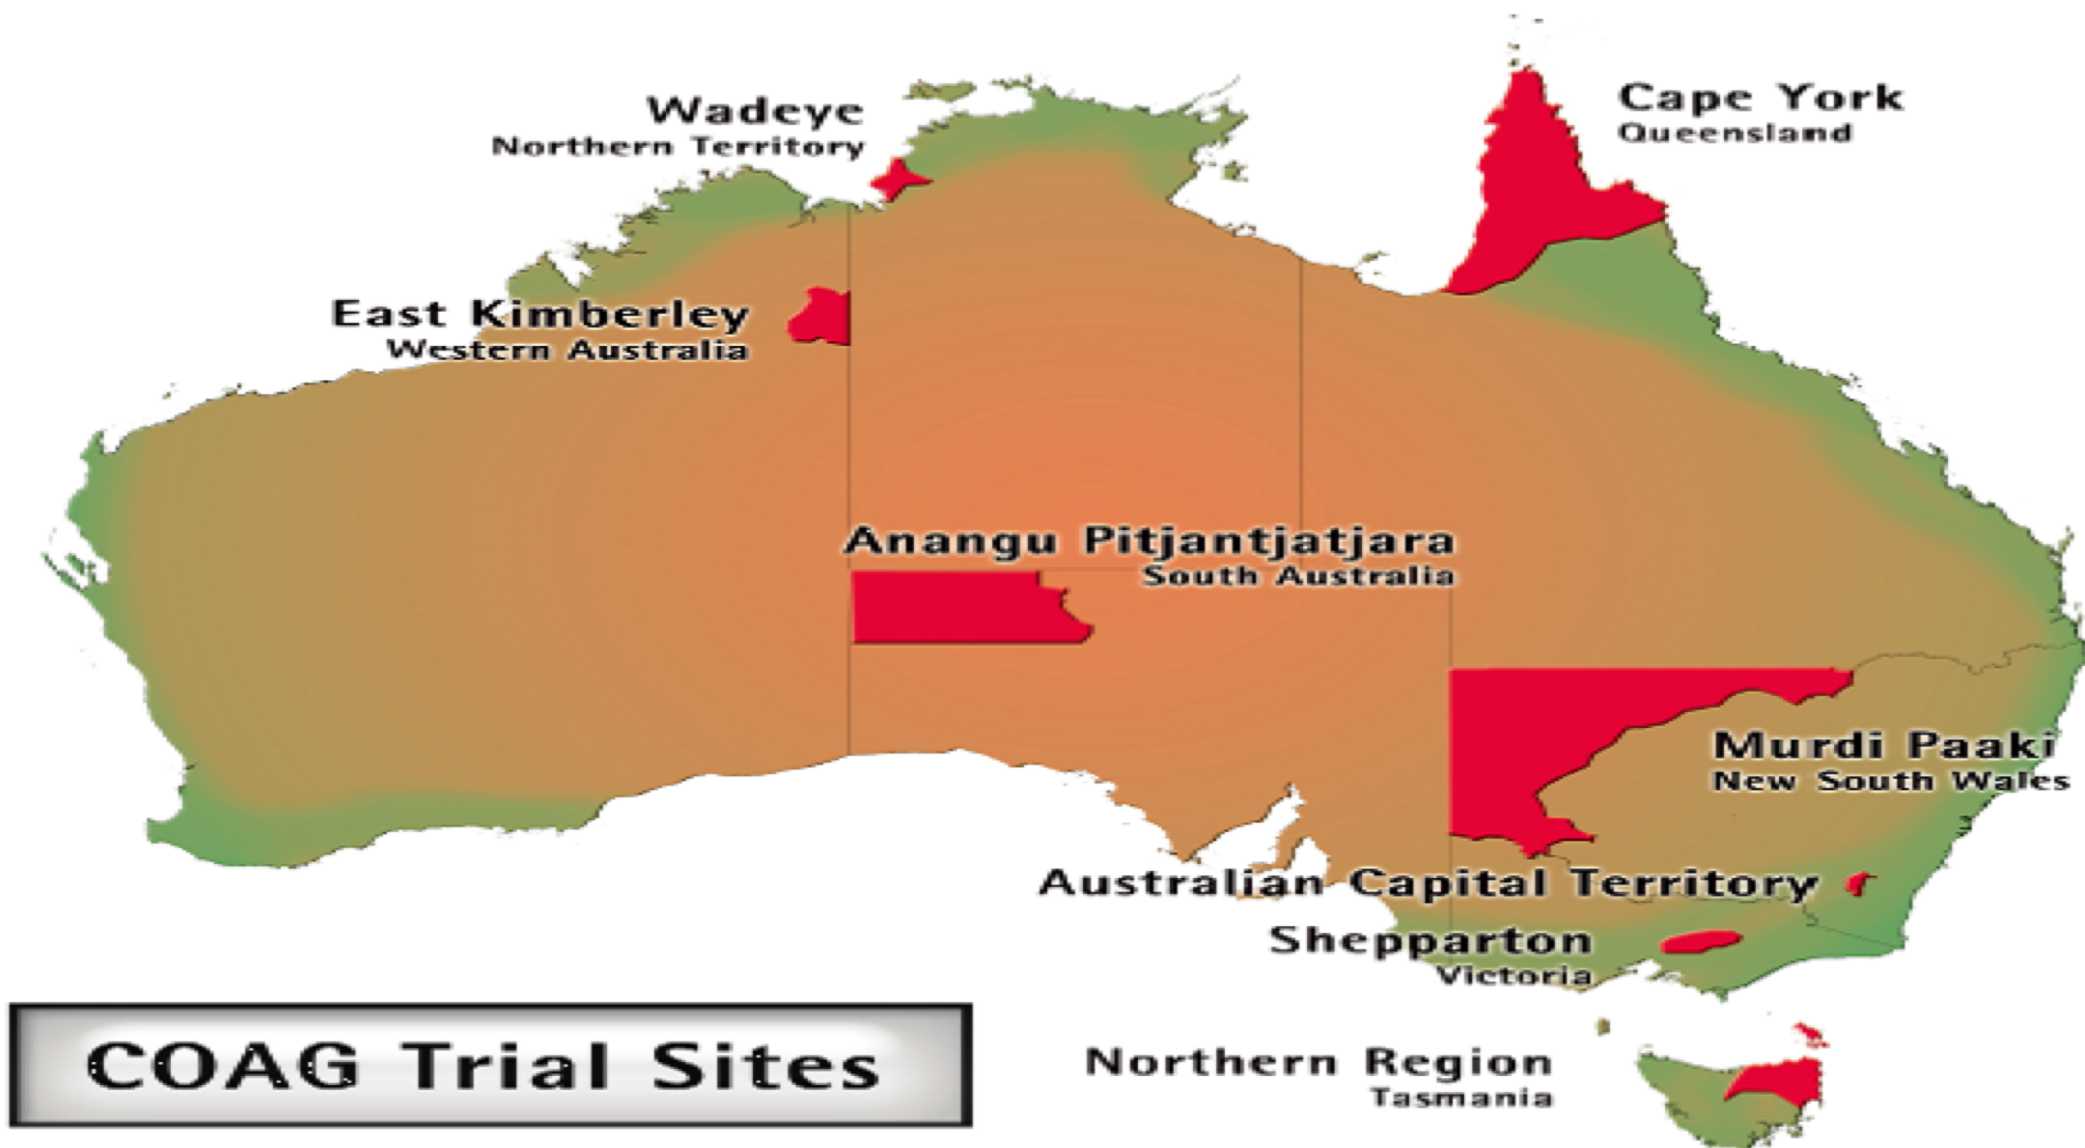 Wadeye
Northern Territory
Cape York
Queensland
East Kimberley
Western Australia
Anangu Pitjantjatjara
South Australia
Murdi Paaki
New South Wales
Australian Capital Territory
Shepparton
Victoria
Northern Region
Tasmania
COAG Trial Sites